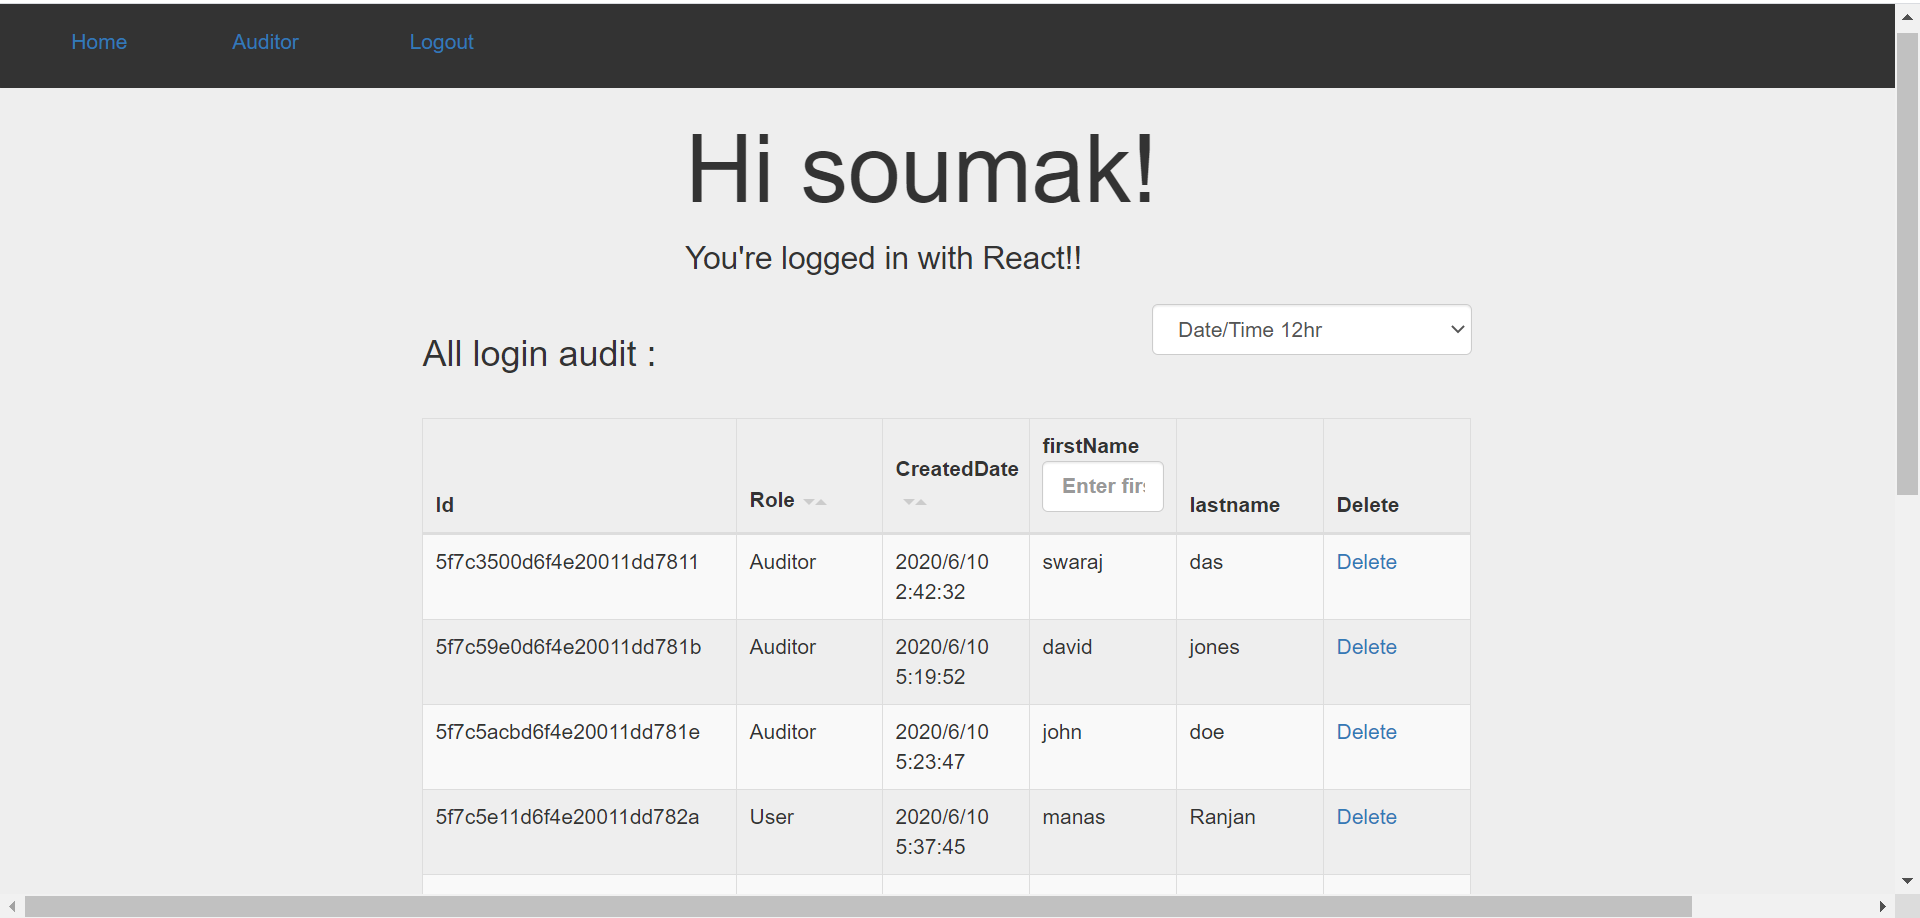 Home Auditor Logout
Hi soumak!
You're logged in with React!!
Date/Time 12hr
All login audit :
Id Role CreatedDate firstName lastname Delete
Enter fir
5f7c3500d6f4e20011dd7811 Auditor 2020/6/10 swaraj das Delete
2:42:32
5f7c59e0d6f4e20011dd781b Auditor 2020/6/10 david jones Delete
5:19:52
5f7c5acbd6f4e20011dd781e Auditor 2020/6/10 john doe Delete
5:23:47
5f7c5e11d6f4e20011dd782a User 2020/6/10 manas Ranjan Delete
5:37:45